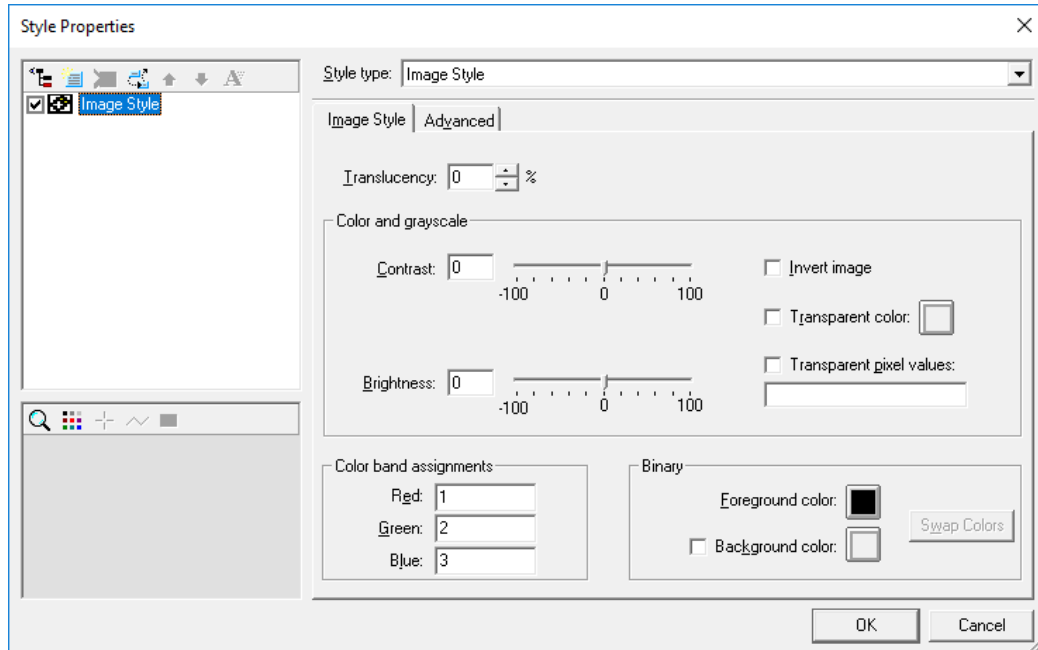 Style Properties
Style type: Image Style
Image Style
Image Style Advanced
Translucency: 0 %
Color and grayscale
Contrast: 0
-100 0 100
Invert image
Transparent color:
Transparent pixel values:
Brightness: 0
-100 0 100
Color band assignments
Red: 1
Green: 2
Blue: 3
Binary
Foreground color:
Background color:
Swap Colors
OK Cancel